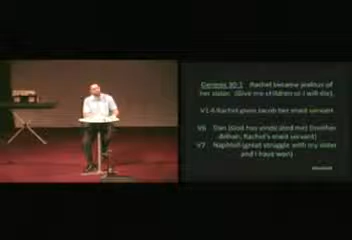 Genesis 30:1 Rachel became jealous of
her sister. (Give me children or I will die).
V1-4 Rachel gives Jacob her maid servant
V6 Dan (God has vindicated me) (mother
Bilhah, Rachel's maid servant)
V7 Naphtali (great struggle with my sister
and I have won)